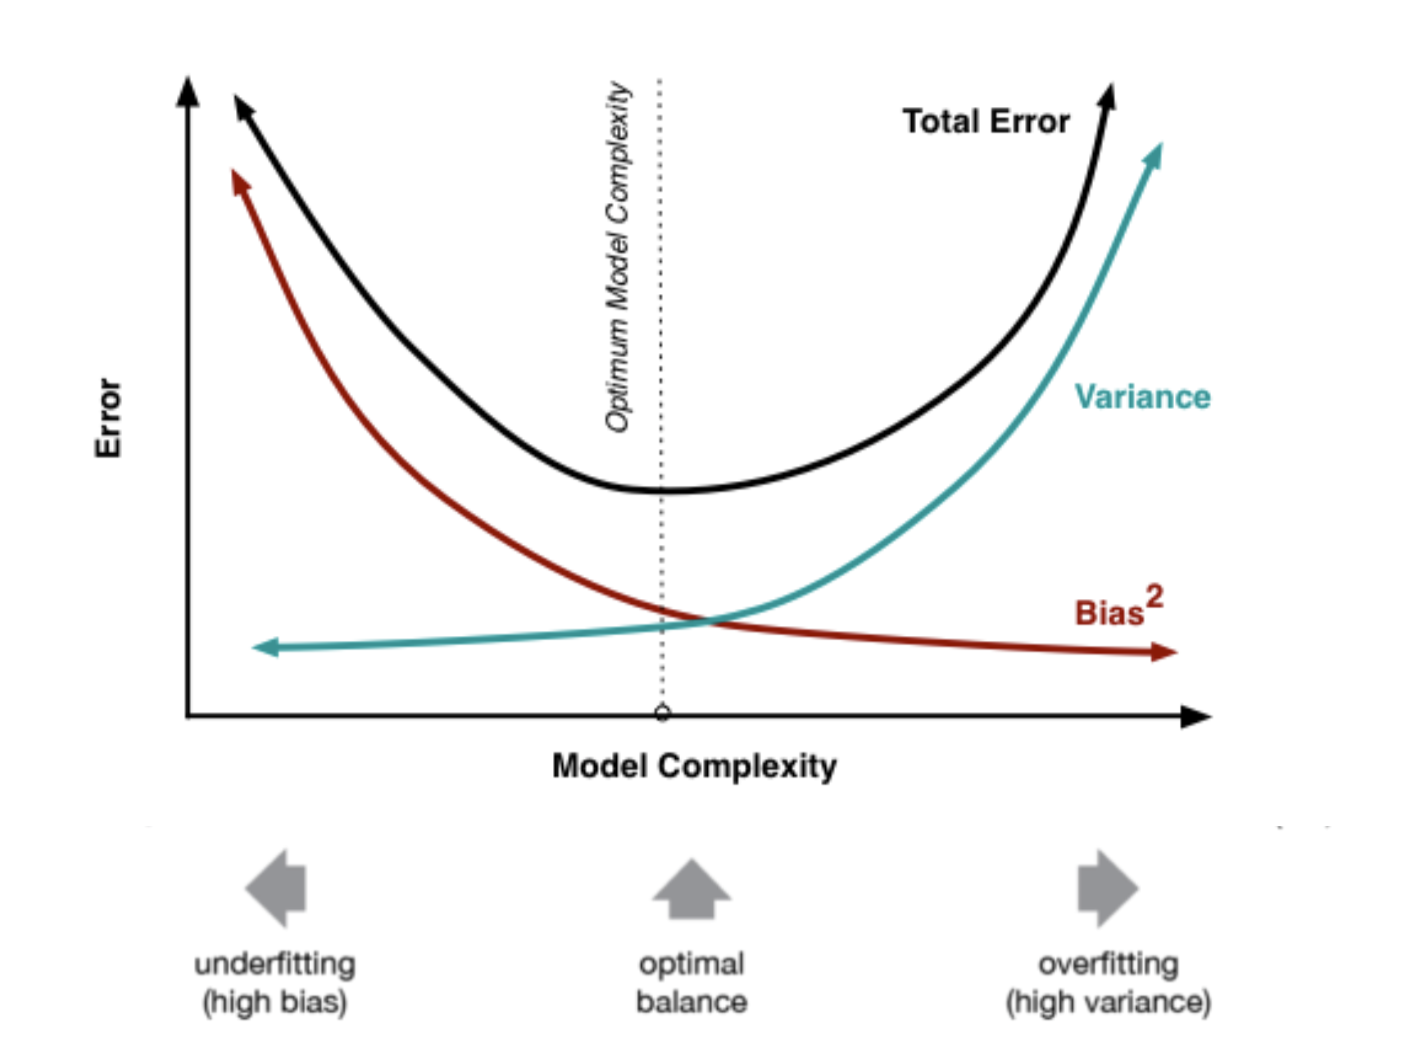 Optimum Model Complexity
Total Error
Variance
Error
Bias²
Model Complexity
underfitting
(high bias)
optimal
balance
overfitting
(high variance)